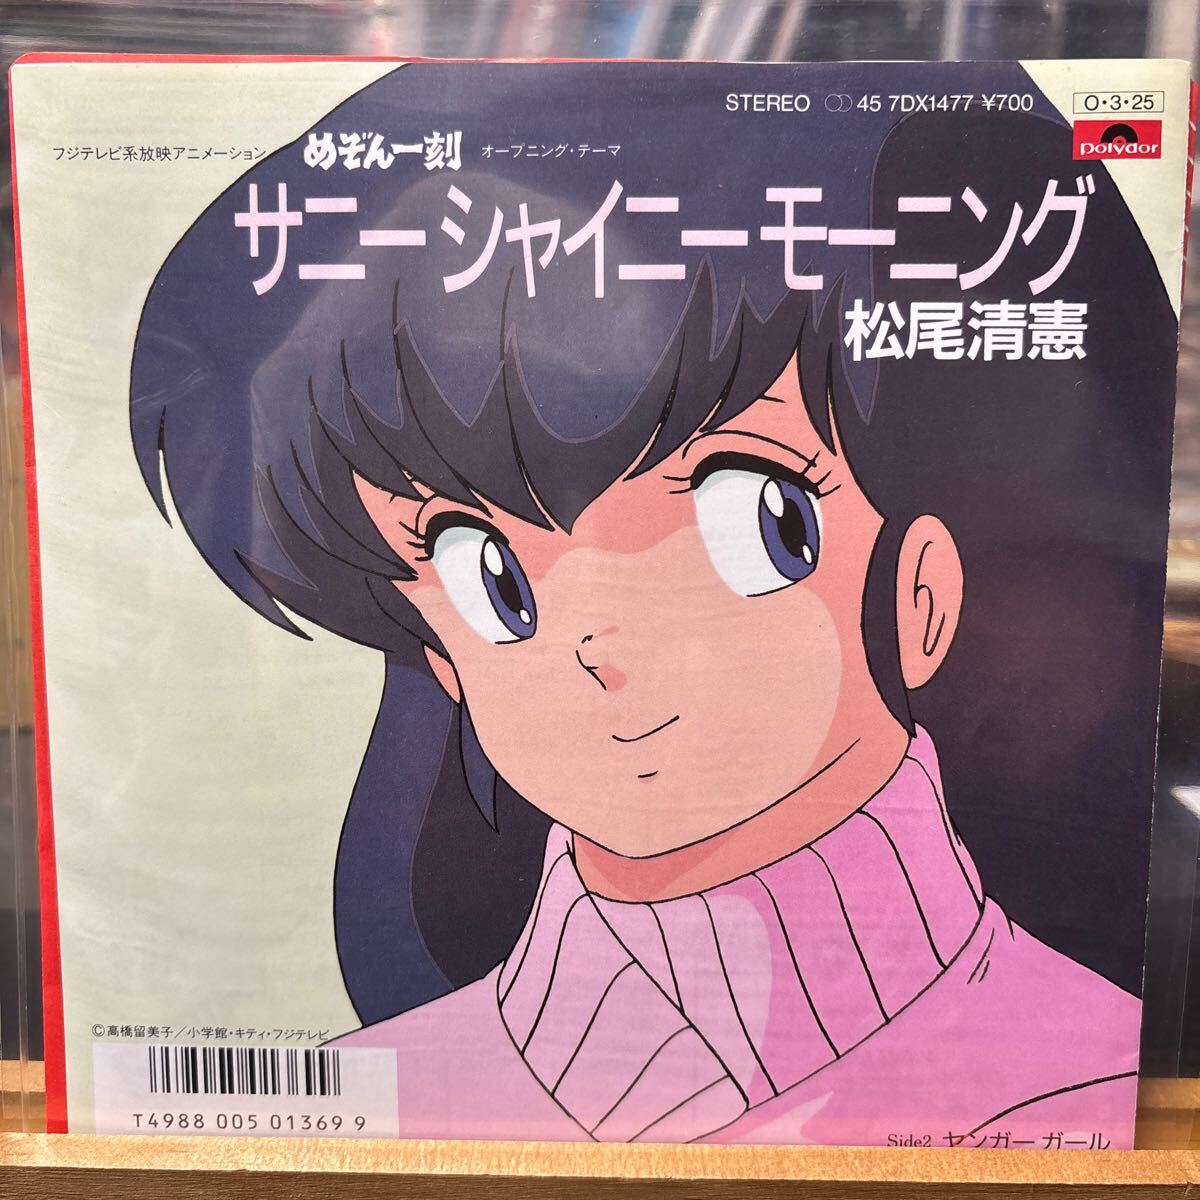 STEREO 45 7DX1477 ¥700
O・3・25
polydor
フジテレビ系放映アニメーション めぞん一刻 オープニング・テーマ
サニーシャイニーモーニング
松尾清憲
©高橋留美子／小学館・キティ・フジテレビ
T4988 005 01369 9
Side2 ヤンガー ガール